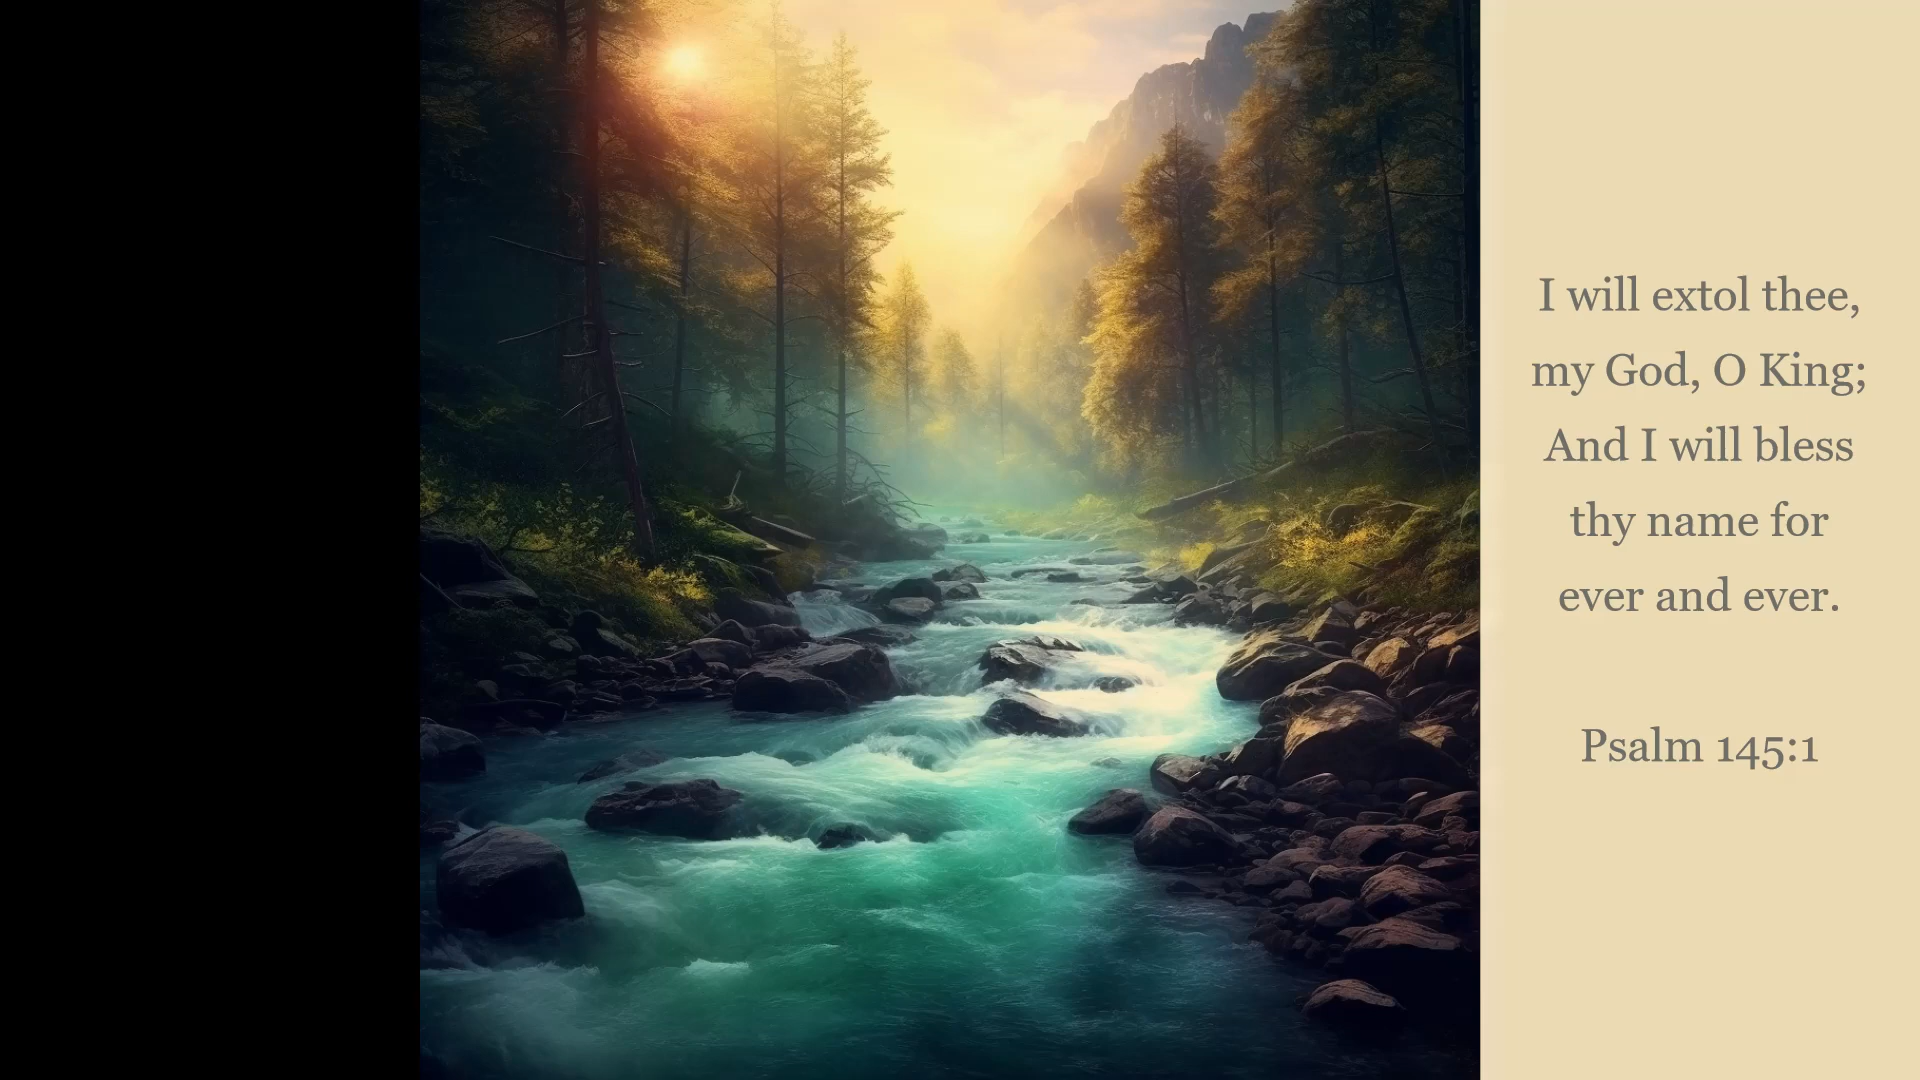 I will extol thee,
my God, O King;
And I will bless
thy name for
ever and ever.
Psalm 145:1